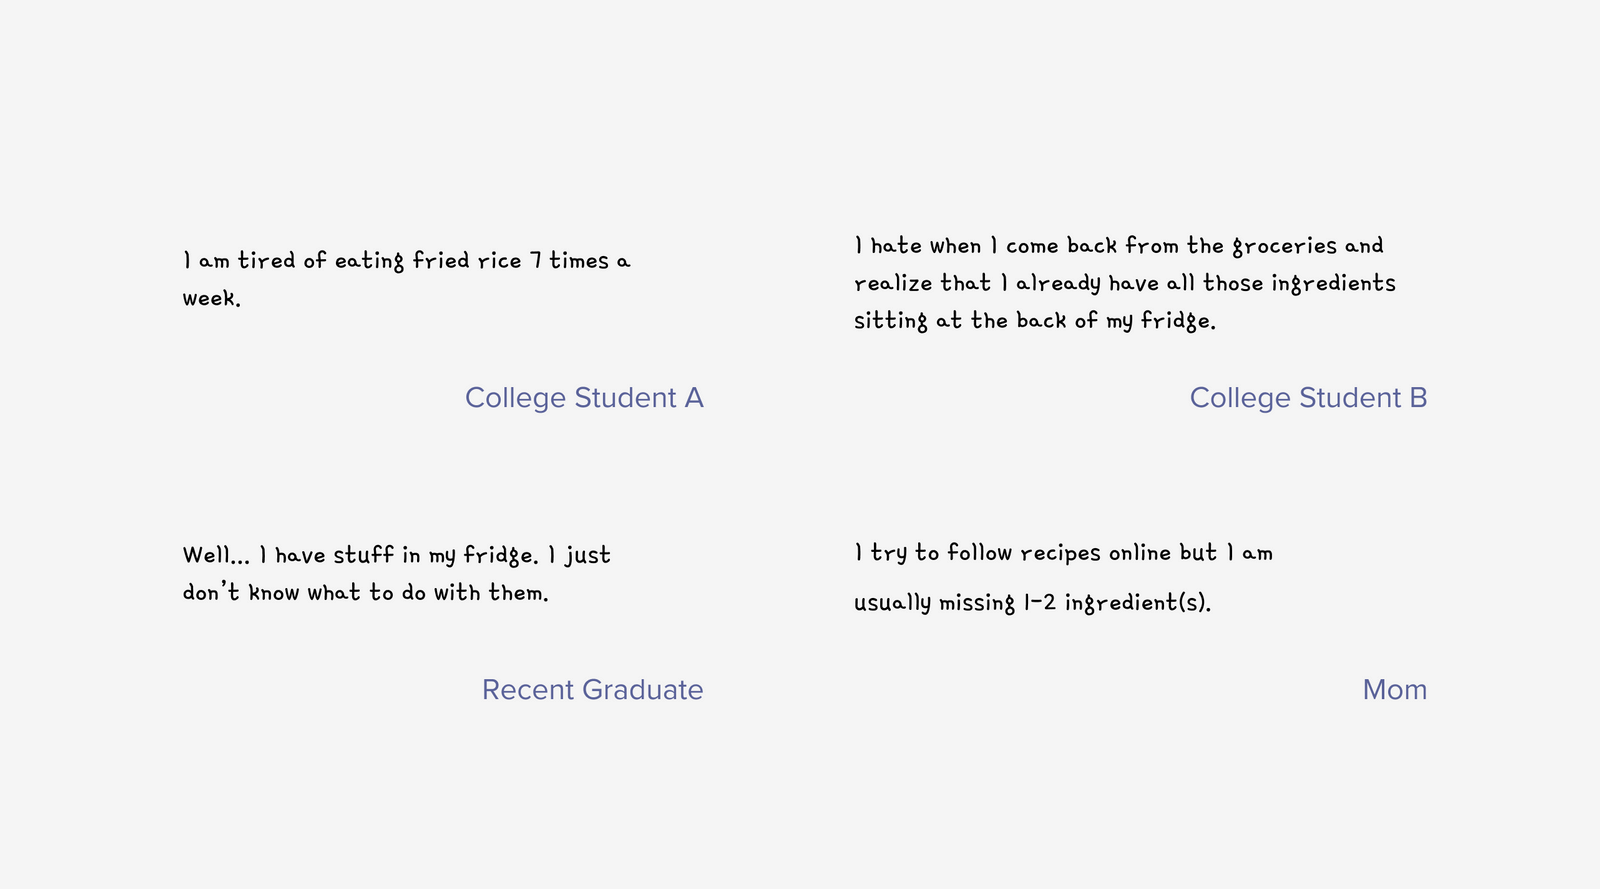 I am tired of eating fried rice 7 times a
week.
College Student A
I hate when I come back from the groceries and
realize that I already have all those ingredients
sitting at the back of my fridge.
College Student B
Well... I have stuff in my fridge. I just
don't know what to do with them.
Recent Graduate
I try to follow recipes online but I am
usually missing 1-2 ingredient(s).
Mom